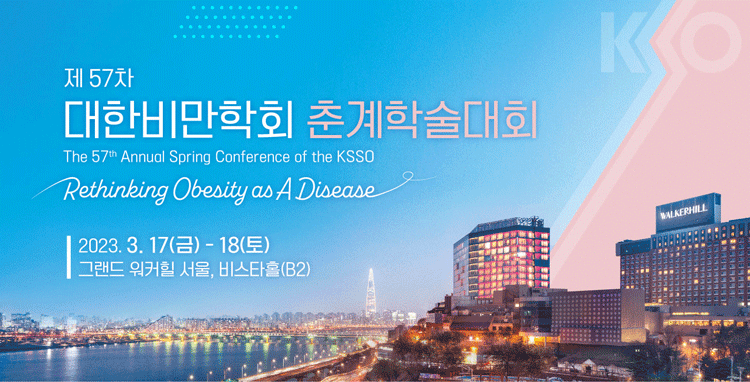 KSSO
제 57차
대한비만학회 춘계학술대회
The 57th Annual Spring Conference of the KSSO
Rethinking Obesity as A Disease
2023. 3. 17(금) - 18(토)
그랜드 워커힐 서울, 비스타홀(B2)
WALKERHILL